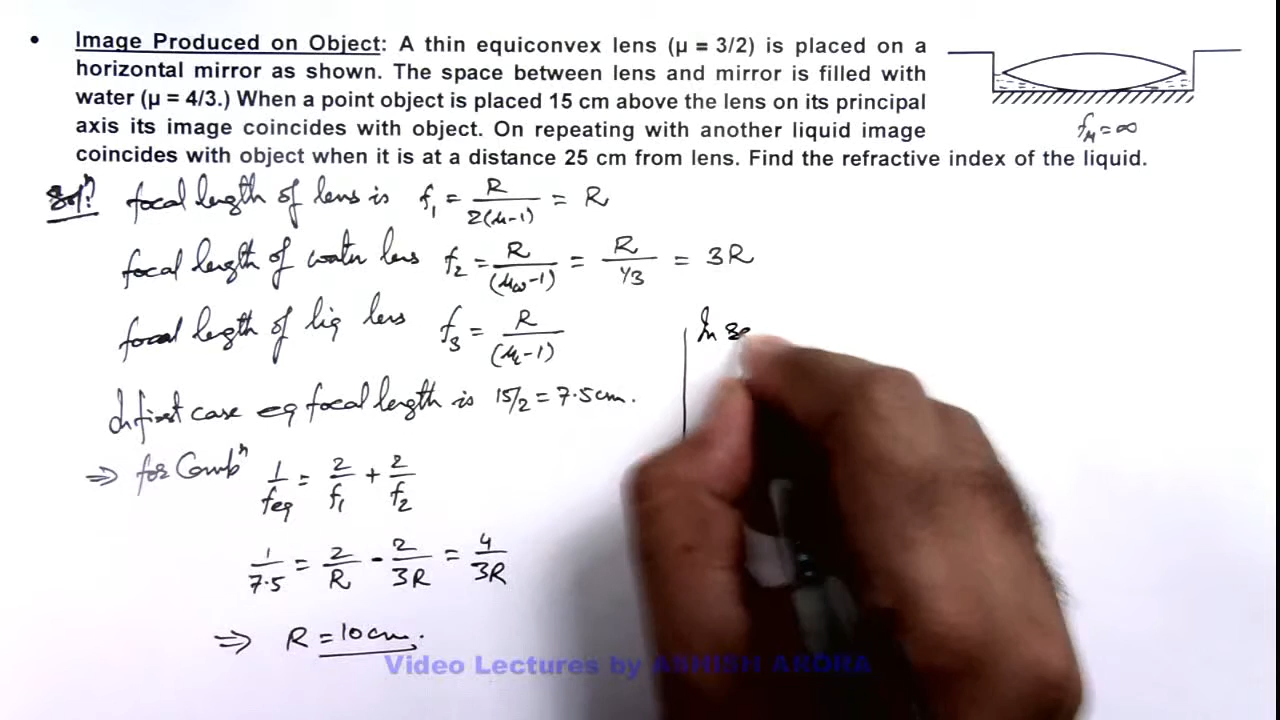 • Image Produced on Object: A thin equiconvex lens (μ = 3/2) is placed on a
horizontal mirror as shown. The space between lens and mirror is filled with
water (μ = 4/3.) When a point object is placed 15 cm above the lens on its principal
axis its image coincides with object. On repeating with another liquid image
coincides with object when it is at a distance 25 cm from lens. Find the refractive index of the liquid.
f_M = ∞
Solⁿ: focal length of lens is f₁ = R / 2(μ-1) = R
focal length of water lens f₂ = R / (μω-1) = R / 1/3 = 3R
focal length of liq lens f₃ = R / (μL-1)
In first case eq focal length is 15/2 = 7.5cm.
⇒ for Combⁿ 1/feq = 2/f₁ + 2/f₂
1/7.5 = 2/R - 2/3R = 4/3R
⇒ R = 10cm.
In se
Video Lectures by ASHISH ARORA